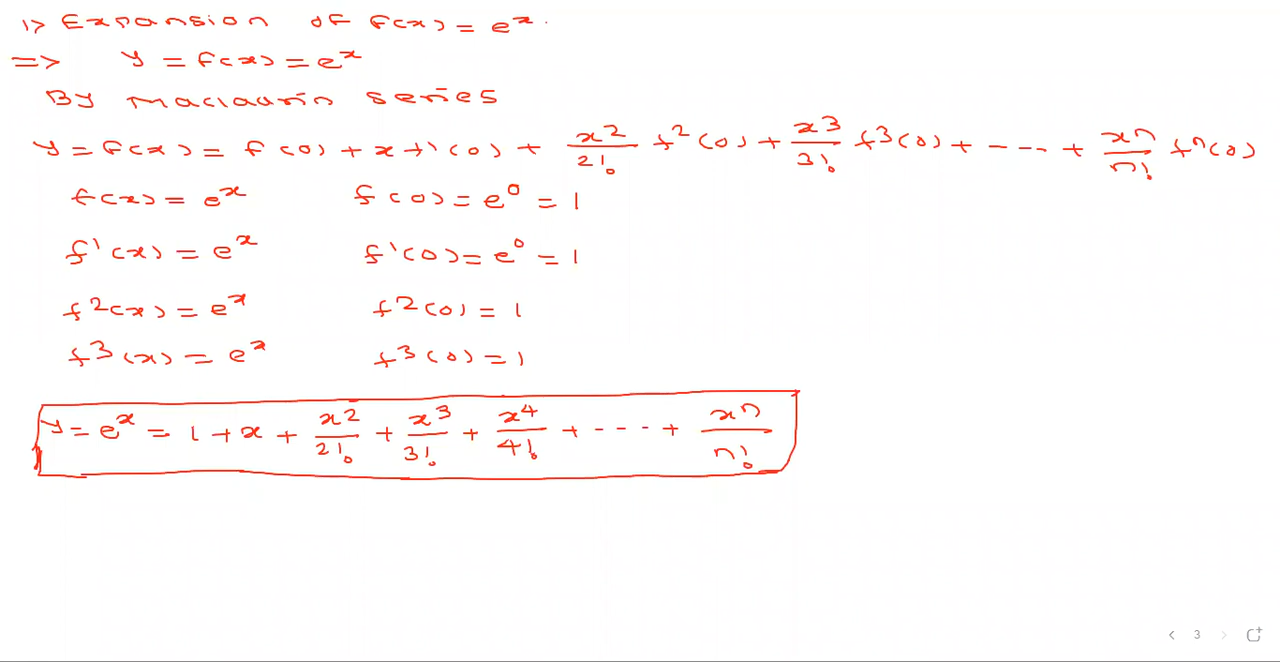 1> Expansion of f(x) = e^x.
=> y = f(x) = e^x
By maclaurin series
y = f(x) = f(0) + x f'(0) + x^2/2! f^2(0) + x^3/3! f^3(0) + ---- + x^n/n! f^n(0)
f(x) = e^x f(0) = e^0 = 1
f'(x) = e^x f'(0) = e^0 = 1
f^2(x) = e^x f^2(0) = 1
f^3(x) = e^x f^3(0) = 1
y = e^x = 1 + x + x^2/2! + x^3/3! + x^4/4! + ---- + x^n/n!
< 3 >